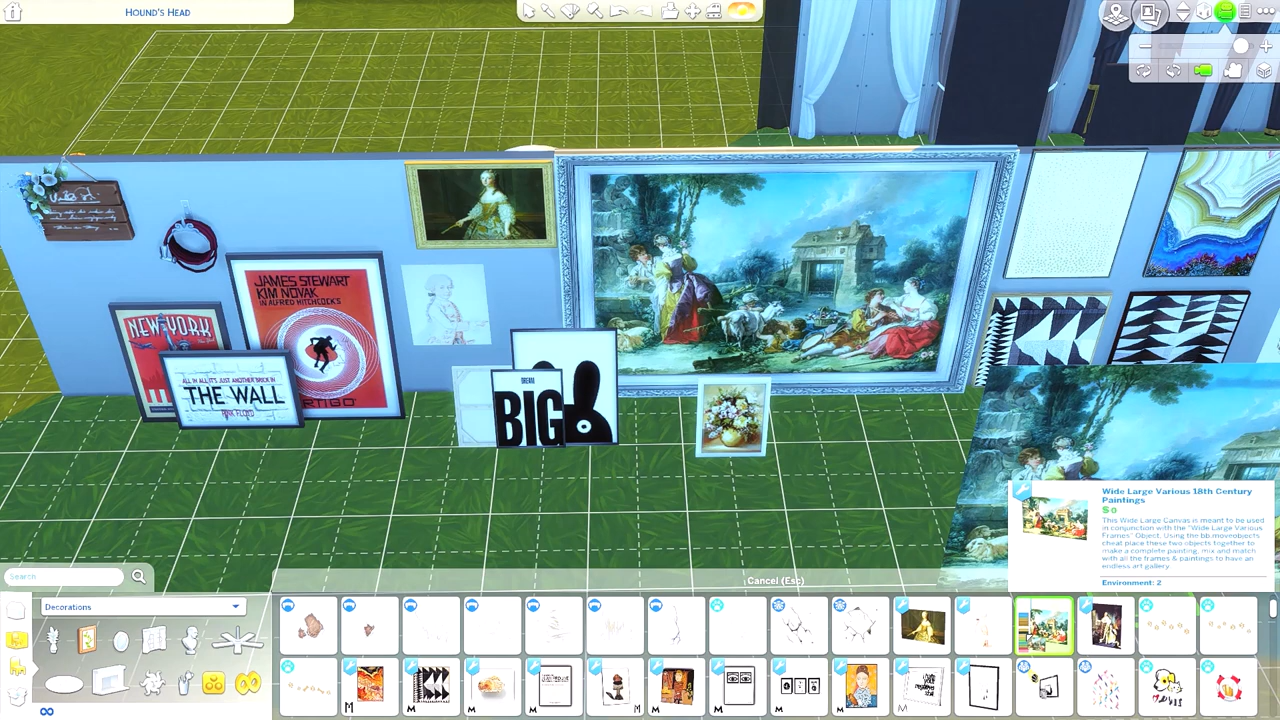 HOUND'S HEAD
NEW YORK
JAMES STEWART
KIM NOVAK
IN ALFRED HITCHCOCK'S
ALL IN ALL IT'S JUST ANOTHER BRICK IN
THE WALL
PINK FLOYD
DREAM
BIG
Wide Large Various 18th Century
Paintings
§0
This Wide Large Canvas is meant to be used
in conjunction with the "Wide Large Various
Frames" Object. Using the bb.moveobjects
cheat place these two objects together to
make a complete painting, mix and match
with all the frames & paintings to have an
endless art gallery.
Environment: 2
Cancel (Esc)
Search
Decorations
M
M
M
M
M
M
M
M
M